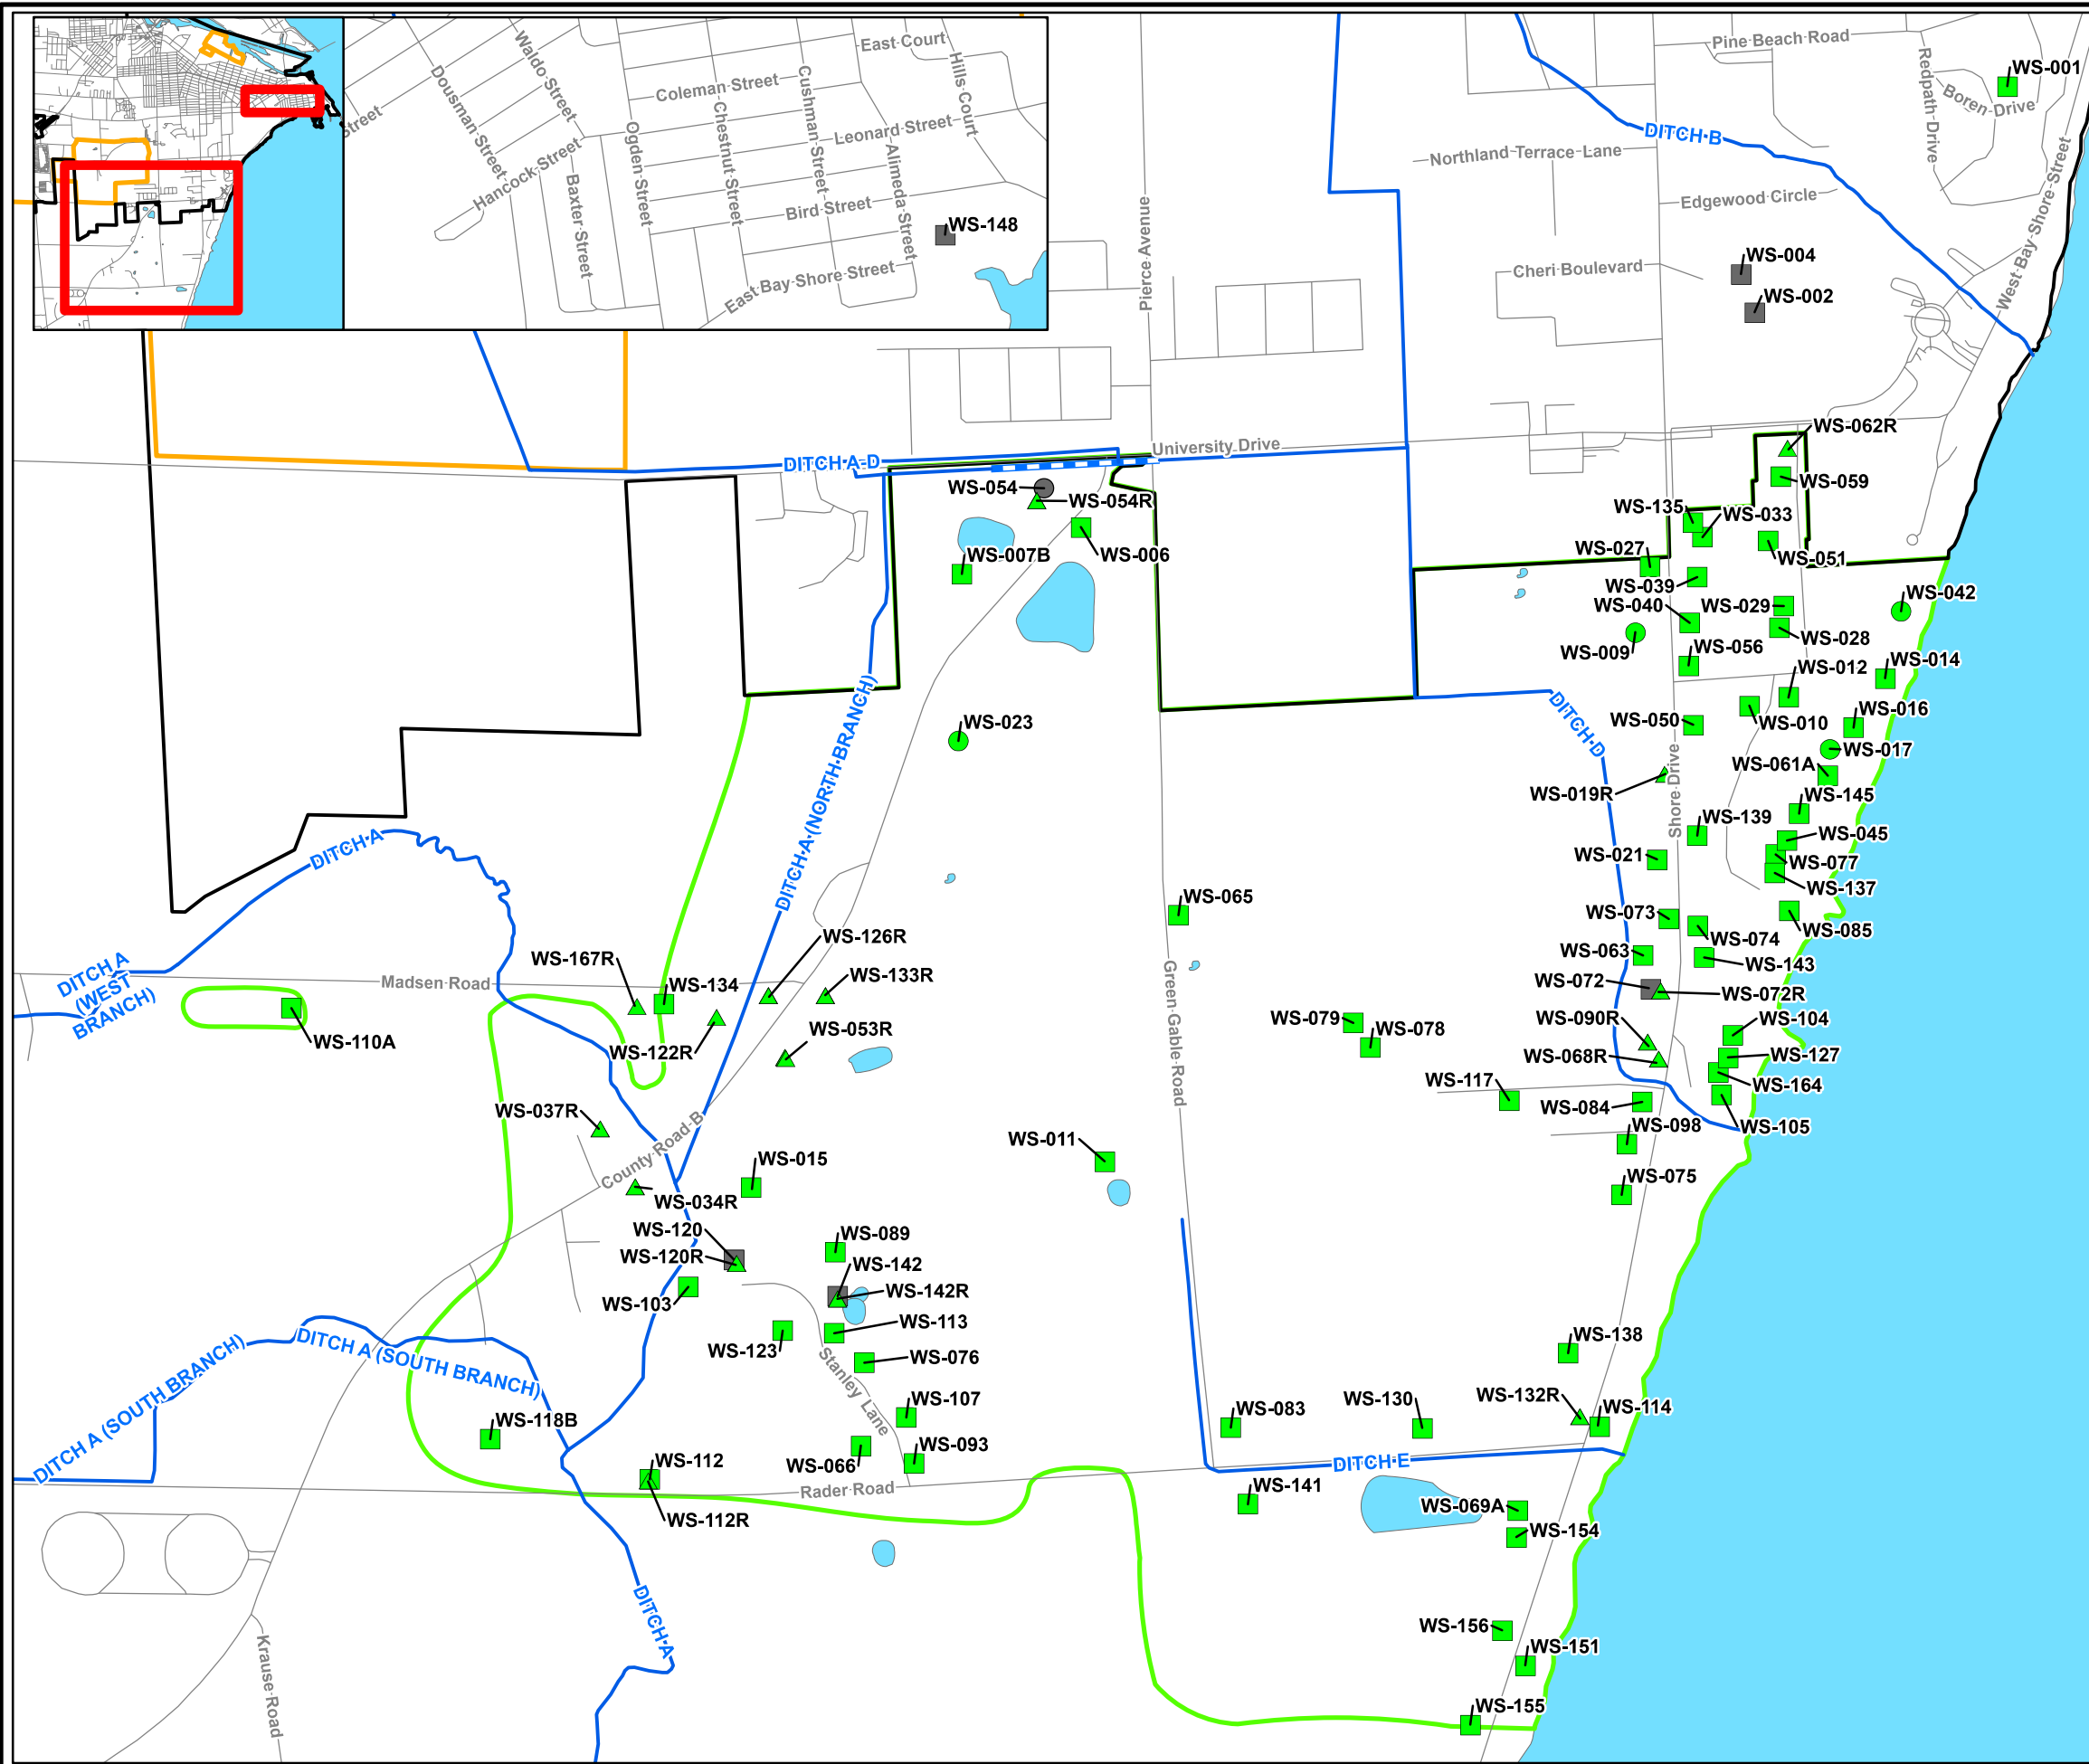 Street
Dousman Street
Waldo Street
Hancock Street
Baxter Street
Ogden Street
Coleman Street
Chestnut Street
Cushman Street
East Court
Hills Court
Leonard Street
Alimeda Street
Bird Street
East Bay Shore Street
WS-148
Pierce Avenue
Pine Beach Road
Redpath Drive
Boren Drive
WS-001
DITCH B
Northland Terrace Lane
Edgewood Circle
West Bay Shore Street
Cheri Boulevard
WS-004
WS-002
University Drive
DITCH A-D
WS-062R
WS-059
WS-054
WS-054R
WS-006
WS-007B
WS-135
WS-033
WS-027
WS-051
WS-039
WS-040
WS-029
WS-042
WS-028
WS-009
WS-056
WS-012
WS-014
WS-010
WS-016
WS-050
WS-017
WS-023
DITCH D
WS-061A
WS-019R
Shore Drive
WS-145
WS-139
WS-045
WS-021
WS-077
WS-137
DITCH A (NORTH BRANCH)
DITCH A
WS-065
WS-073
WS-085
WS-074
WS-063
WS-143
WS-126R
WS-167R
WS-133R
WS-134
DITCH A
(WEST
BRANCH)
Madsen Road
WS-072
WS-072R
WS-110A
WS-122R
WS-053R
Green Gable Road
WS-079
WS-078
WS-090R
WS-104
WS-068R
WS-127
WS-117
WS-164
WS-084
WS-105
WS-098
WS-037R
County Road B
WS-011
WS-015
WS-075
WS-034R
WS-120
WS-120R
WS-089
WS-142
WS-142R
WS-103
WS-113
WS-123
WS-076
Stanley Lane
WS-107
WS-093
WS-066
DITCH A (SOUTH BRANCH)
DITCH A (SOUTH BRANCH)
WS-118B
WS-112
WS-112R
Rader Road
WS-138
WS-132R
WS-114
WS-083
WS-130
DITCH E
WS-141
WS-069A
WS-154
DITCH A
Krause Road
WS-156
WS-151
WS-155